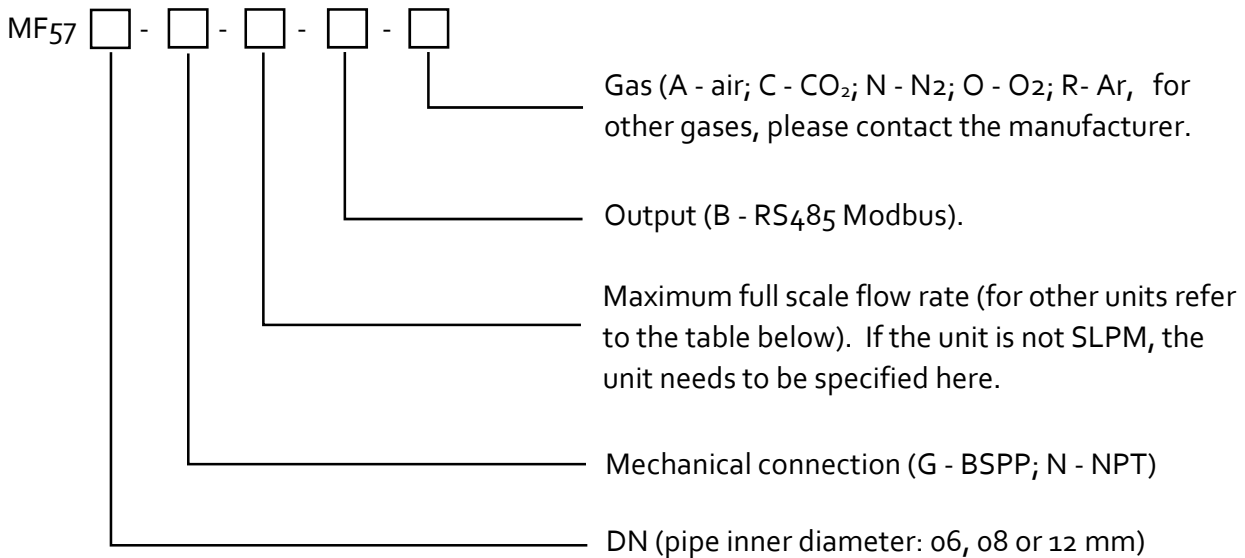 MF57 - - - -
Gas (A - air; C - CO₂; N - N2; O - O2; R- Ar, for
other gases, please contact the manufacturer.
Output (B - RS485 Modbus).
Maximum full scale flow rate (for other units refer
to the table below). If the unit is not SLPM, the
unit needs to be specified here.
Mechanical connection (G - BSPP; N - NPT)
DN (pipe inner diameter: 06, 08 or 12 mm)